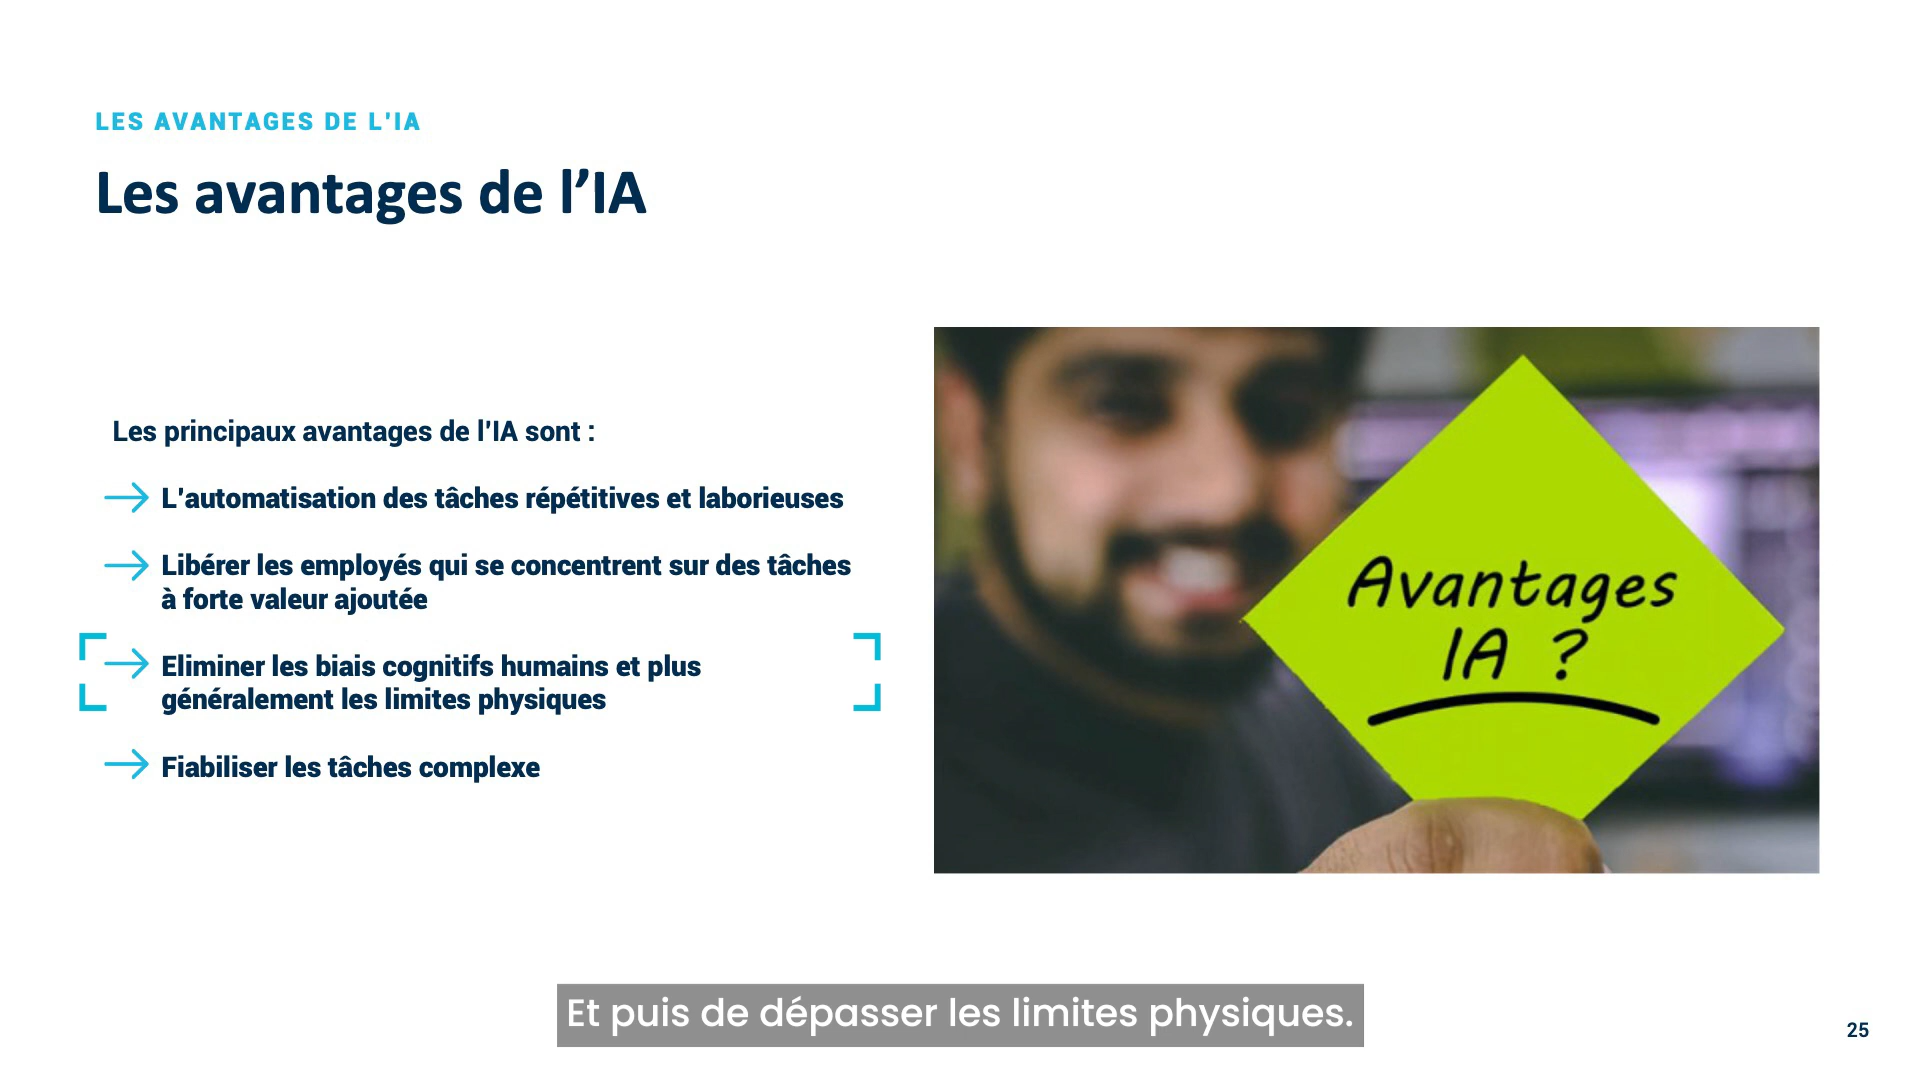 LES AVANTAGES DE L'IA
Les avantages de l’IA
Les principaux avantages de l'IA sont :
L'automatisation des tâches répétitives et laborieuses
Libérer les employés qui se concentrent sur des tâches
à forte valeur ajoutée
Eliminer les biais cognitifs humains et plus
généralement les limites physiques
Fiabiliser les tâches complexe
Avantages
IA ?
Et puis de dépasser les limites physiques.
25